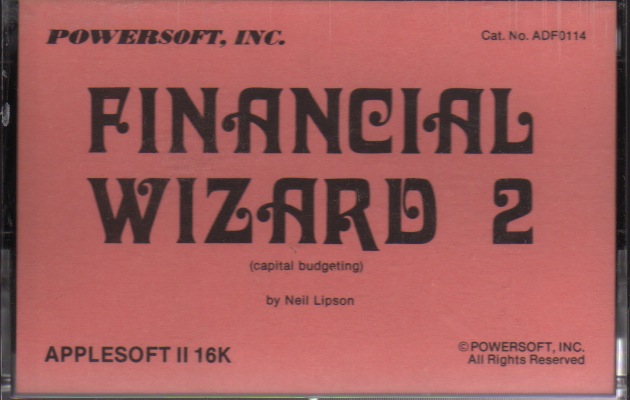 POWERSOFT, INC.
Cat. No. ADF0114
FINANCIAL
WIZARD 2
(capital budgeting)
by Neil Lipson
APPLESOFT II 16K
©POWERSOFT, INC.
All Rights Reserved